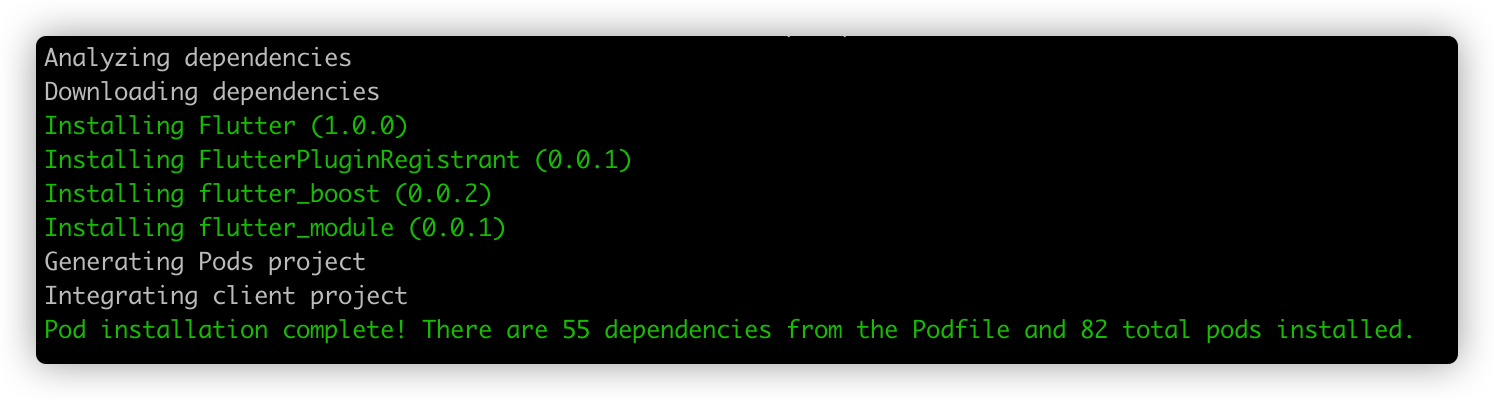 Analyzing dependencies
Downloading dependencies
Installing Flutter (1.0.0)
Installing FlutterPluginRegistrant (0.0.1)
Installing flutter_boost (0.0.2)
Installing flutter_module (0.0.1)
Generating Pods project
Integrating client project
Pod installation complete! There are 55 dependencies from the Podfile and 82 total pods installed.